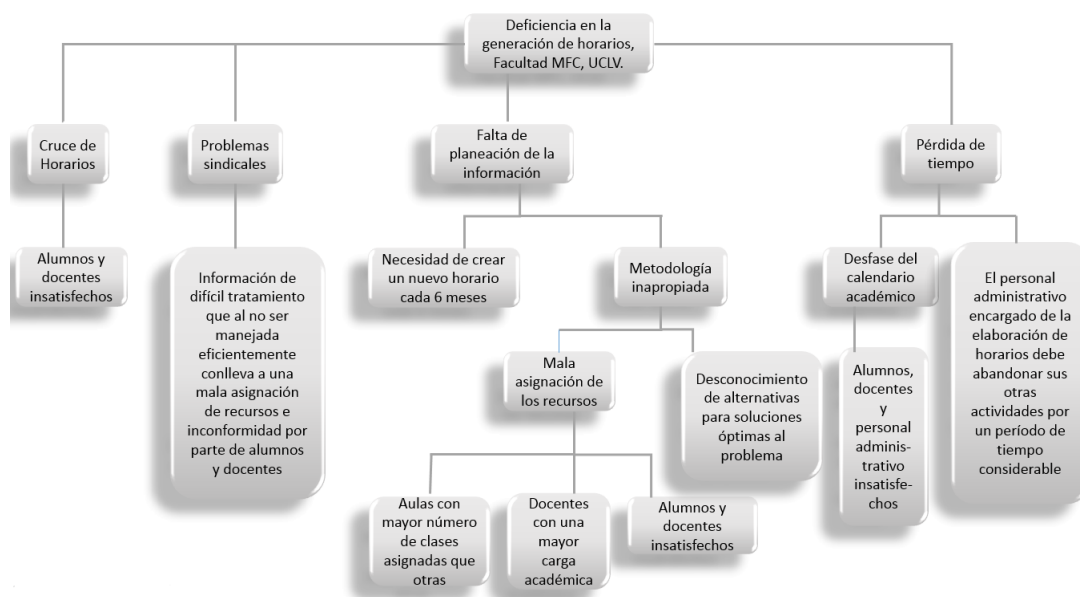 Deficiencia en la
generación de horarios,
Facultad MFC, UCLV.
Cruce de
Horarios
Problemas
sindicales
Falta de
planeación de la
información
Pérdida de
tiempo
Alumnos y
docentes
insatisfechos
Información de
difícil tratamiento
que al no ser
manejada
eficientemente
conlleva a una
mala asignación
de recursos e
inconformidad por
parte de alumnos
y docentes
Necesidad de crear
un nuevo horario
cada 6 meses
Metodología
inapropiada
Desfase del
calendario
académico
El personal
administrativo
encargado de la
elaboración de
horarios debe
abandonar sus
otras
actividades por
un período de
tiempo
considerable
Mala
asignación de
los recursos
Desconocimiento
de alternativas
para soluciones
óptimas al
problema
Alumnos,
docentes
y
personal
adminis-
trativo
insatisfe-
chos
Aulas con
mayor número
de clases
asignadas que
otras
Docentes
con una
mayor
carga
académica
Alumnos y
docentes
insatisfechos